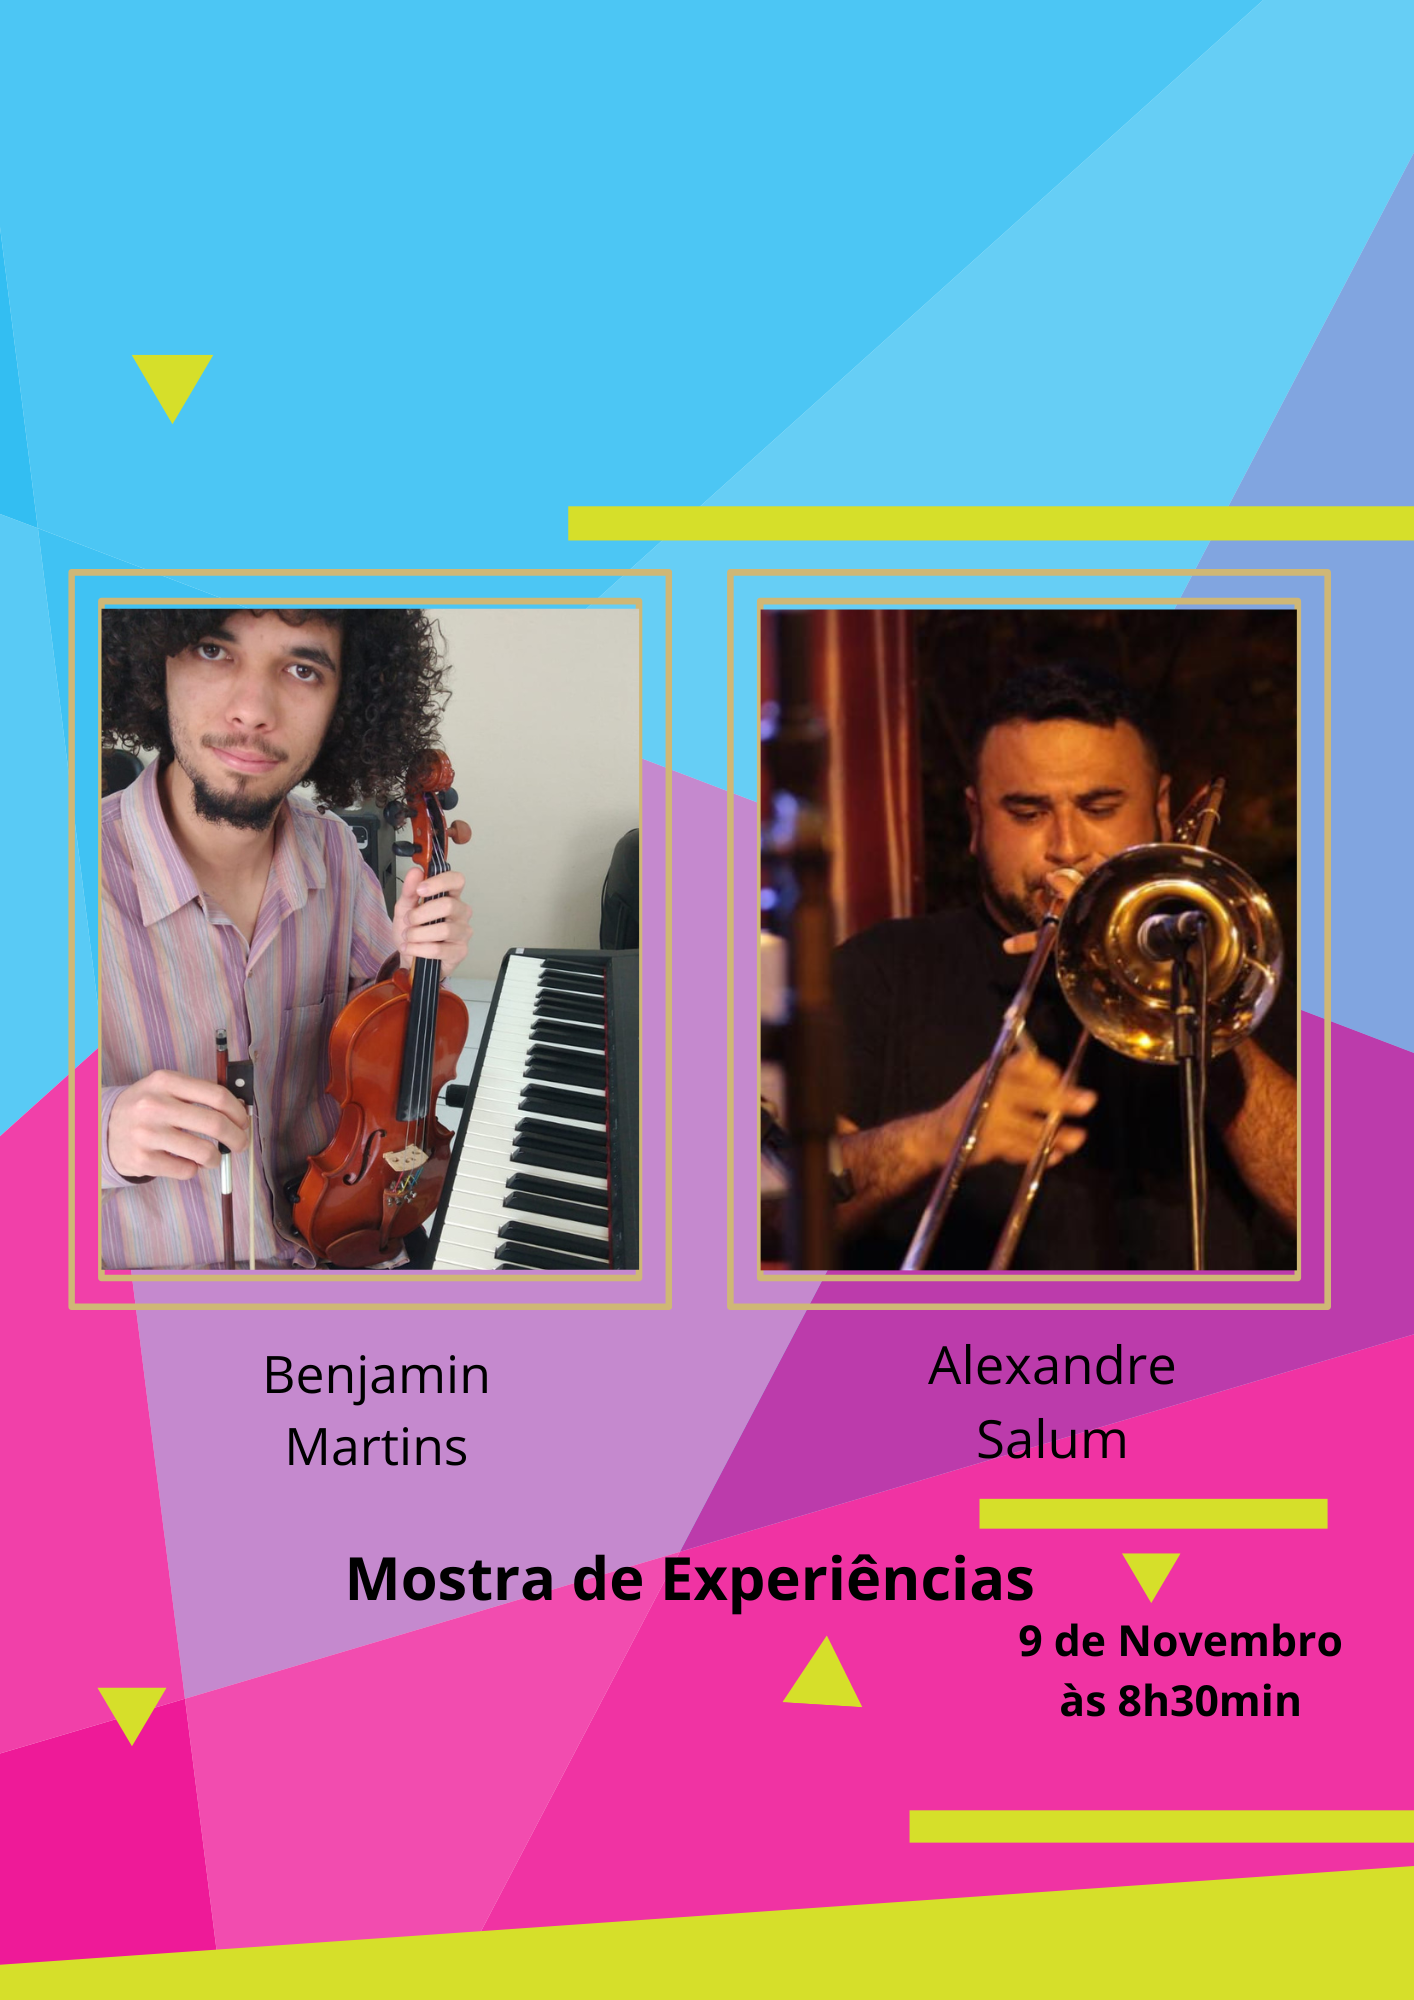 Benjamin
Martins
Alexandre
Salum
Mostra de Experiências
9 de Novembro
às 8h30min